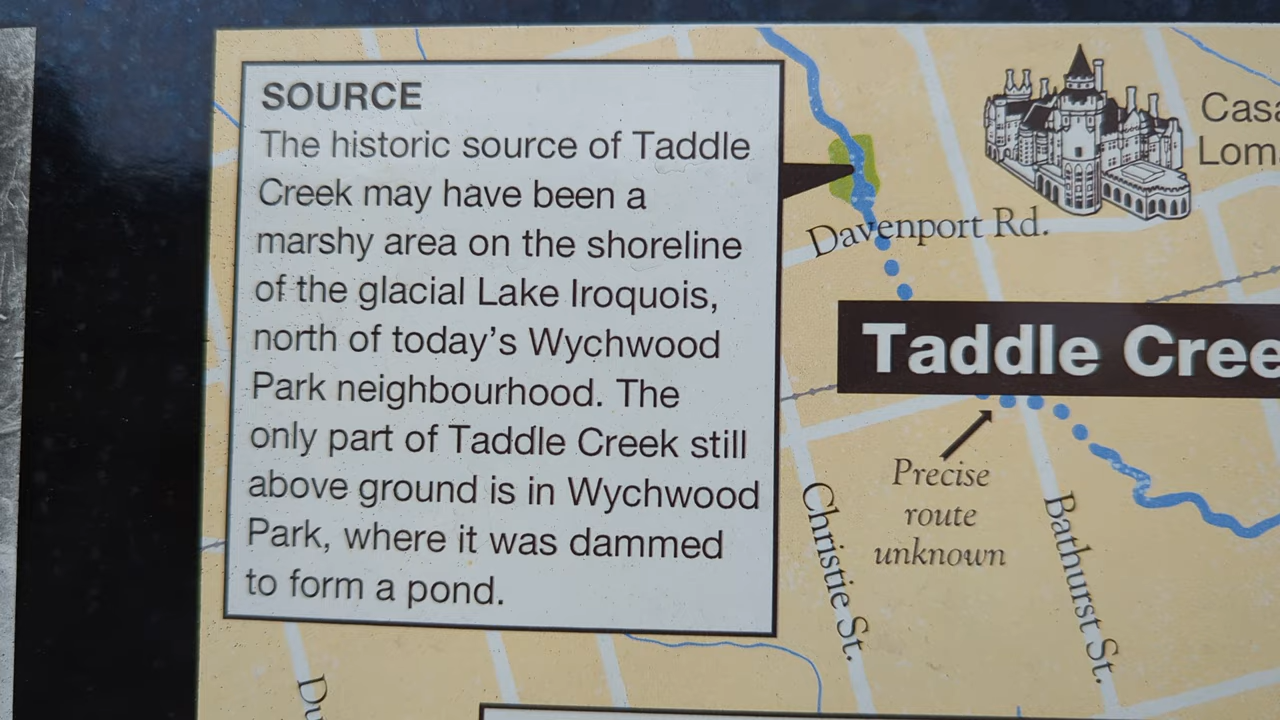 SOURCE
The historic source of Taddle
Creek may have been a
marshy area on the shoreline
of the glacial Lake Iroquois,
north of today's Wychwood
Park neighbourhood. The
only part of Taddle Creek still
above ground is in Wychwood
Park, where it was dammed
to form a pond.
Casa
Loma
Davenport Rd.
Taddle Cree
Precise
route
unknown
Christie St.
Bathurst St.
Du